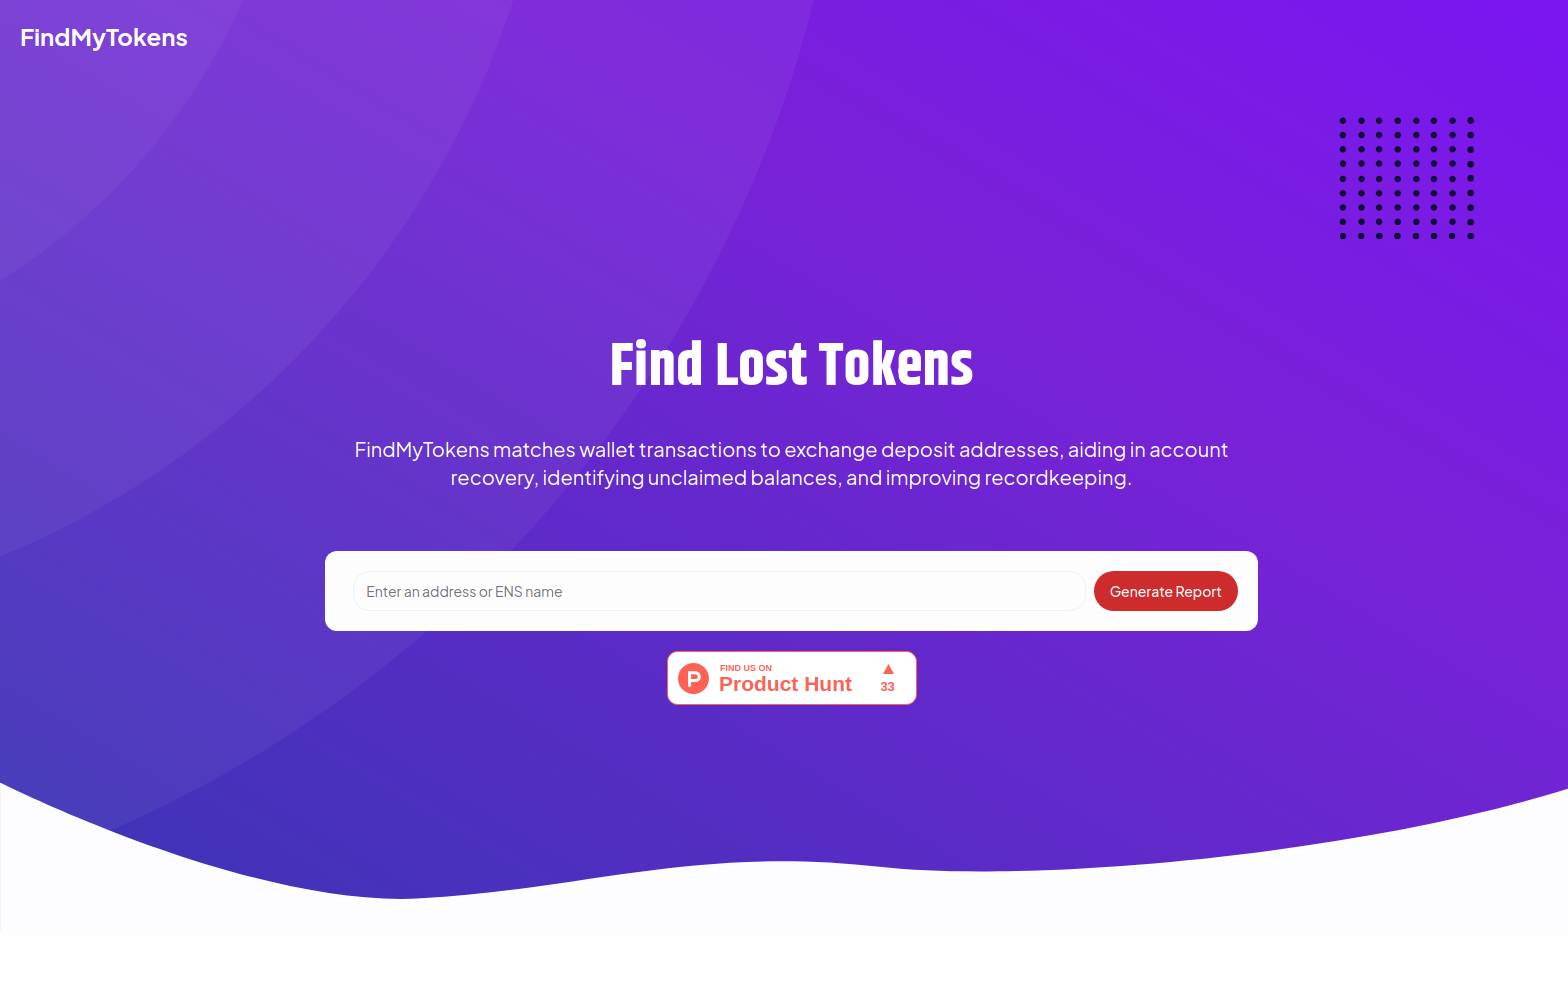 FindMyTokens
Find Lost Tokens
FindMyTokens matches wallet transactions to exchange deposit addresses, aiding in account
recovery, identifying unclaimed balances, and improving recordkeeping.
Enter an address or ENS name
Generate Report
P
FIND US ON
Product Hunt
33